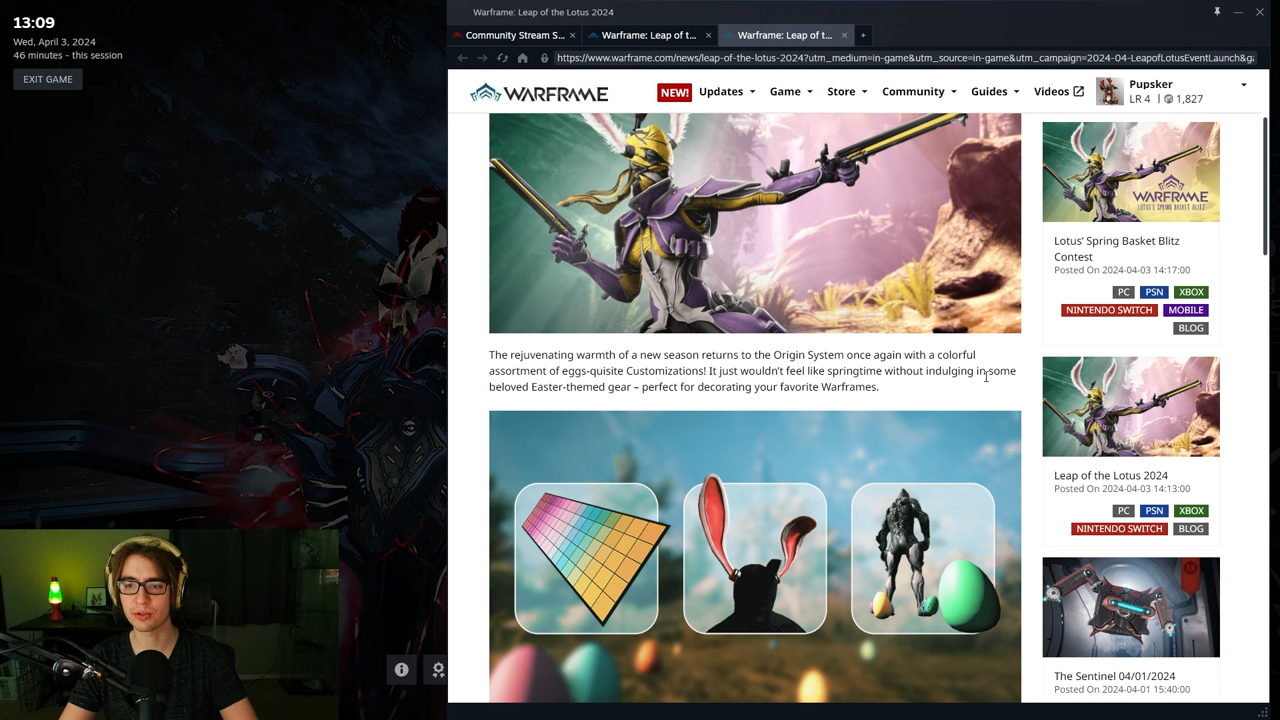 13:09
Wed, April 3, 2024
46 minutes - this session
EXIT GAME
Warframe: Leap of the Lotus 2024
Community Stream S...
Warframe: Leap of t...
Warframe: Leap of t...
https://www.warframe.com/news/leap-of-the-lotus-2024?utm_medium=in-game&utm_source=in-game&utm_campaign=2024-04-LeapofLotusEventLaunch&g
WARFRAME
NEW!
Updates
Game
Store
Community
Guides
Videos
Pupsker
LR 4 | 1,827
The rejuvenating warmth of a new season returns to the Origin System once again with a colorful
assortment of eggs-quisite Customizations! It just wouldn't feel like springtime without indulging in some
beloved Easter-themed gear – perfect for decorating your favorite Warframes.
WARFRAME
LOTUS'S SPRING BASKET BLITZ
Lotus' Spring Basket Blitz
Contest
Posted On 2024-04-03 14:17:00
PC PSN XBOX
NINTENDO SWITCH MOBILE
BLOG
Leap of the Lotus 2024
Posted On 2024-04-03 14:13:00
PC PSN XBOX
NINTENDO SWITCH BLOG
The Sentinel 04/01/2024
Posted On 2024-04-01 15:40:00